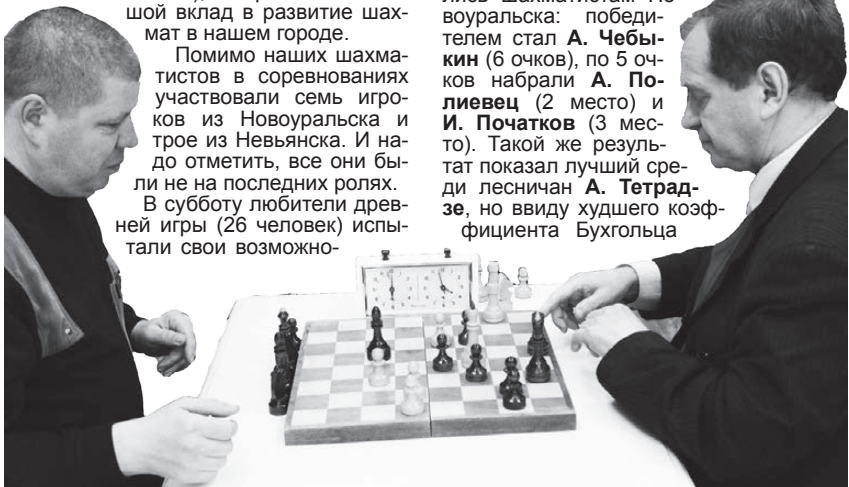 шой вклад в развитие шах-
мат в нашем городе.
Помимо наших шахма-
тистов в соревнованиях
участвовали семь игро-
ков из Новоуральска и
трое из Невьянска. И на-
до отметить, все они бы-
ли не на последних ролях.
В субботу любители древ-
ней игры (26 человек) испы-
тали свои возможно-
воуральска: победи-
телем стал А. Чебы-
кин (6 очков), по 5 оч-
ков набрали А. По-
лиевец (2 место) и
И. Початков (3 мес-
то). Такой же резуль-
тат показал лучший сре-
ди лесничан А. Тетрад-
зе, но ввиду худшего коэф-
фициента Бухгольца